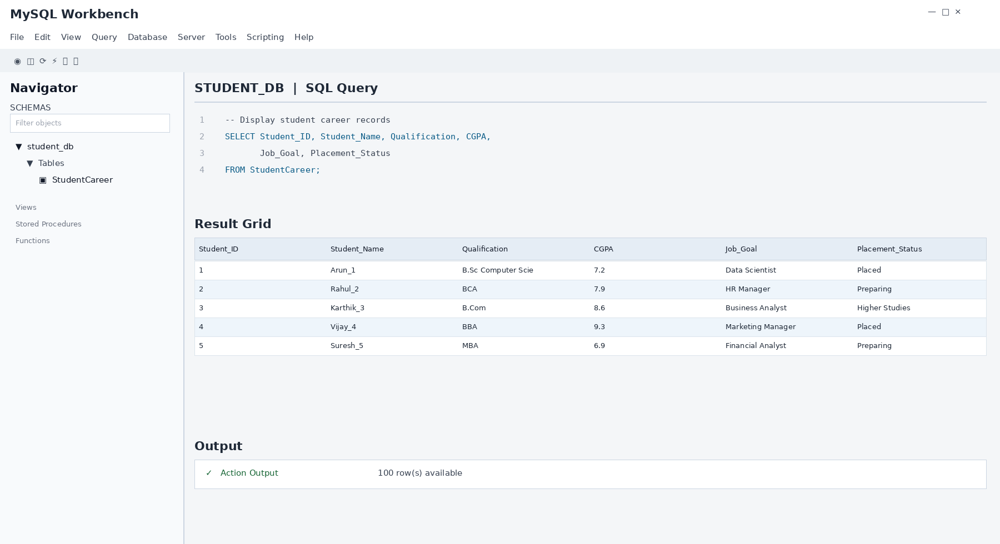 MySQL Workbench
— □ ×
File Edit View Query Database Server Tools Scripting Help
Navigator
SCHEMAS
Filter objects
▼ student_db
▼ Tables
▣ StudentCareer
Views
Stored Procedures
Functions
STUDENT_DB | SQL Query
1 -- Display student career records
2 SELECT Student_ID, Student_Name, Qualification, CGPA,
3 Job_Goal, Placement_Status
4 FROM StudentCareer;
Result Grid
Student_ID Student_Name Qualification CGPA Job_Goal Placement_Status
1 Arun_1 B.Sc Computer Scie 7.2 Data Scientist Placed
2 Rahul_2 BCA 7.9 HR Manager Preparing
3 Karthik_3 B.Com 8.6 Business Analyst Higher Studies
4 Vijay_4 BBA 9.3 Marketing Manager Placed
5 Suresh_5 MBA 6.9 Financial Analyst Preparing
Output
✓ Action Output 100 row(s) available